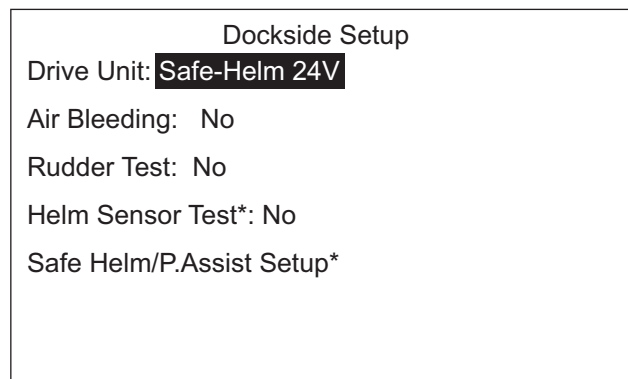 Dockside Setup
Drive Unit: Safe-Helm 24V
Air Bleeding: No
Rudder Test: No
Helm Sensor Test*: No
Safe Helm/P.Assist Setup*